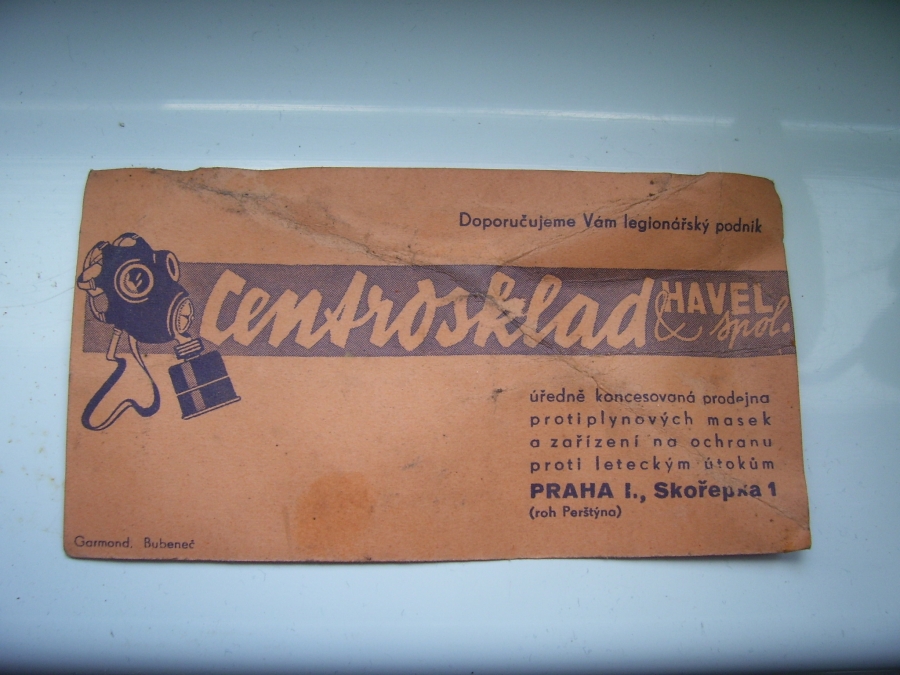 Doporučujeme Vám legionářský podnik
Centrosklad HAVEL & spol.
úředně koncesovaná prodejna
protiplynových masek
a zařízení na ochranu
proti leteckým útokům
PRAHA I., Skořepka 1
(roh Perštýna)
Garmond, Bubeneč